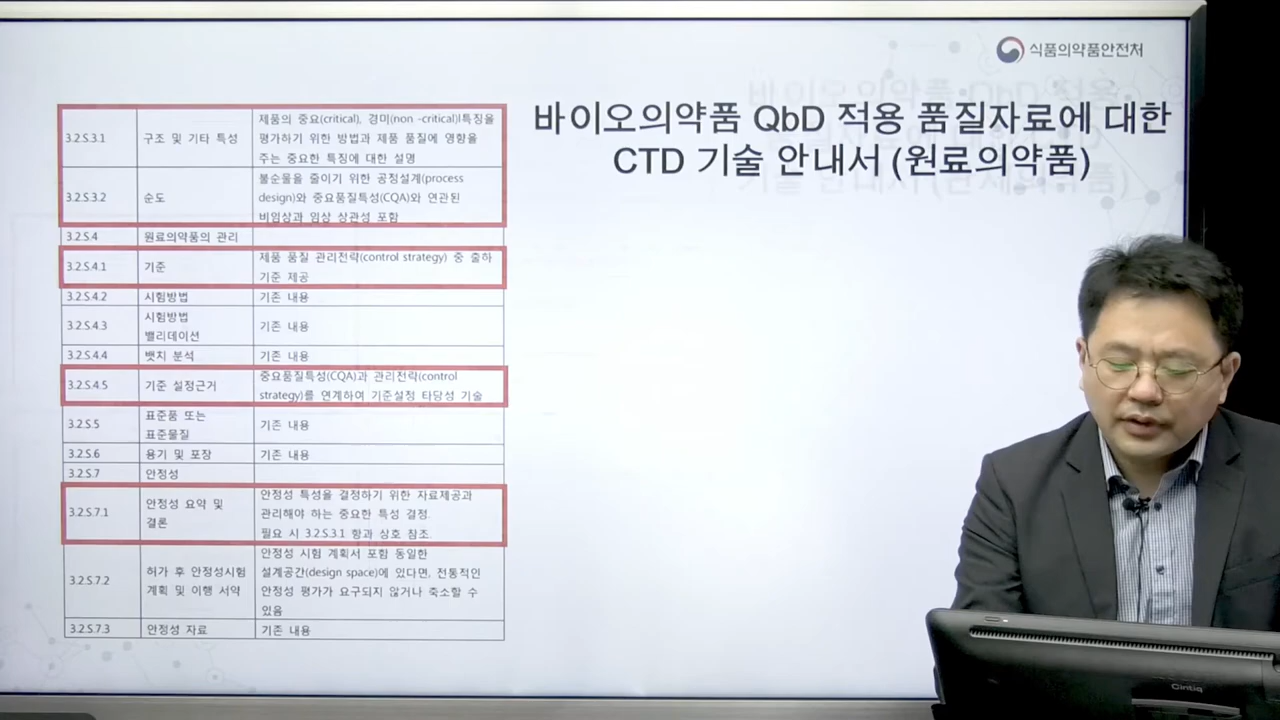 식품의약품안전처
바이오의약품 QbD 적용 품질자료에 대한
CTD 기술 안내서 (원료의약품)
3.2.S.3.1 구조 및 기타 특성 제품의 중요(critical), 경미(non -critical)특징을
평가하기 위한 방법과 제품 품질에 영향을
주는 중요한 특징에 대한 설명
3.2.S.3.2 순도 불순물을 줄이기 위한 공정설계(process
design)와 중요품질특성(CQA)와 연관된
비임상과 임상 상관성 포함
3.2.S.4 원료의약품의 관리
3.2.S.4.1 기준 제품 품질 관리전략(control strategy) 중 출하
기준 제공
3.2.S.4.2 시험방법 기존 내용
3.2.S.4.3 시험방법
밸리데이션 기존 내용
3.2.S.4.4 뱃치 분석 기존 내용
3.2.S.4.5 기준 설정근거 중요품질특성(CQA)과 관리전략(control
strategy)를 연계하여 기준설정 타당성 기술
3.2.S.5 표준품 또는
표준물질 기존 내용
3.2.S.6 용기 및 포장 기존 내용
3.2.S.7 안정성
3.2.S.7.1 안정성 요약 및
결론 안정성 특성을 결정하기 위한 자료제공과
관리해야 하는 중요한 특성 결정.
필요 시 3.2.S.3.1 항과 상호 참조.
3.2.S.7.2 허가 후 안정성시험
계획 및 이행 서약 안정성 시험 계획서 포함 동일한
설계공간(design space)에 있다면, 전통적인
안정성 평가가 요구되지 않거나 축소할 수
있음
3.2.S.7.3 안정성 자료 기존 내용
Cintiq